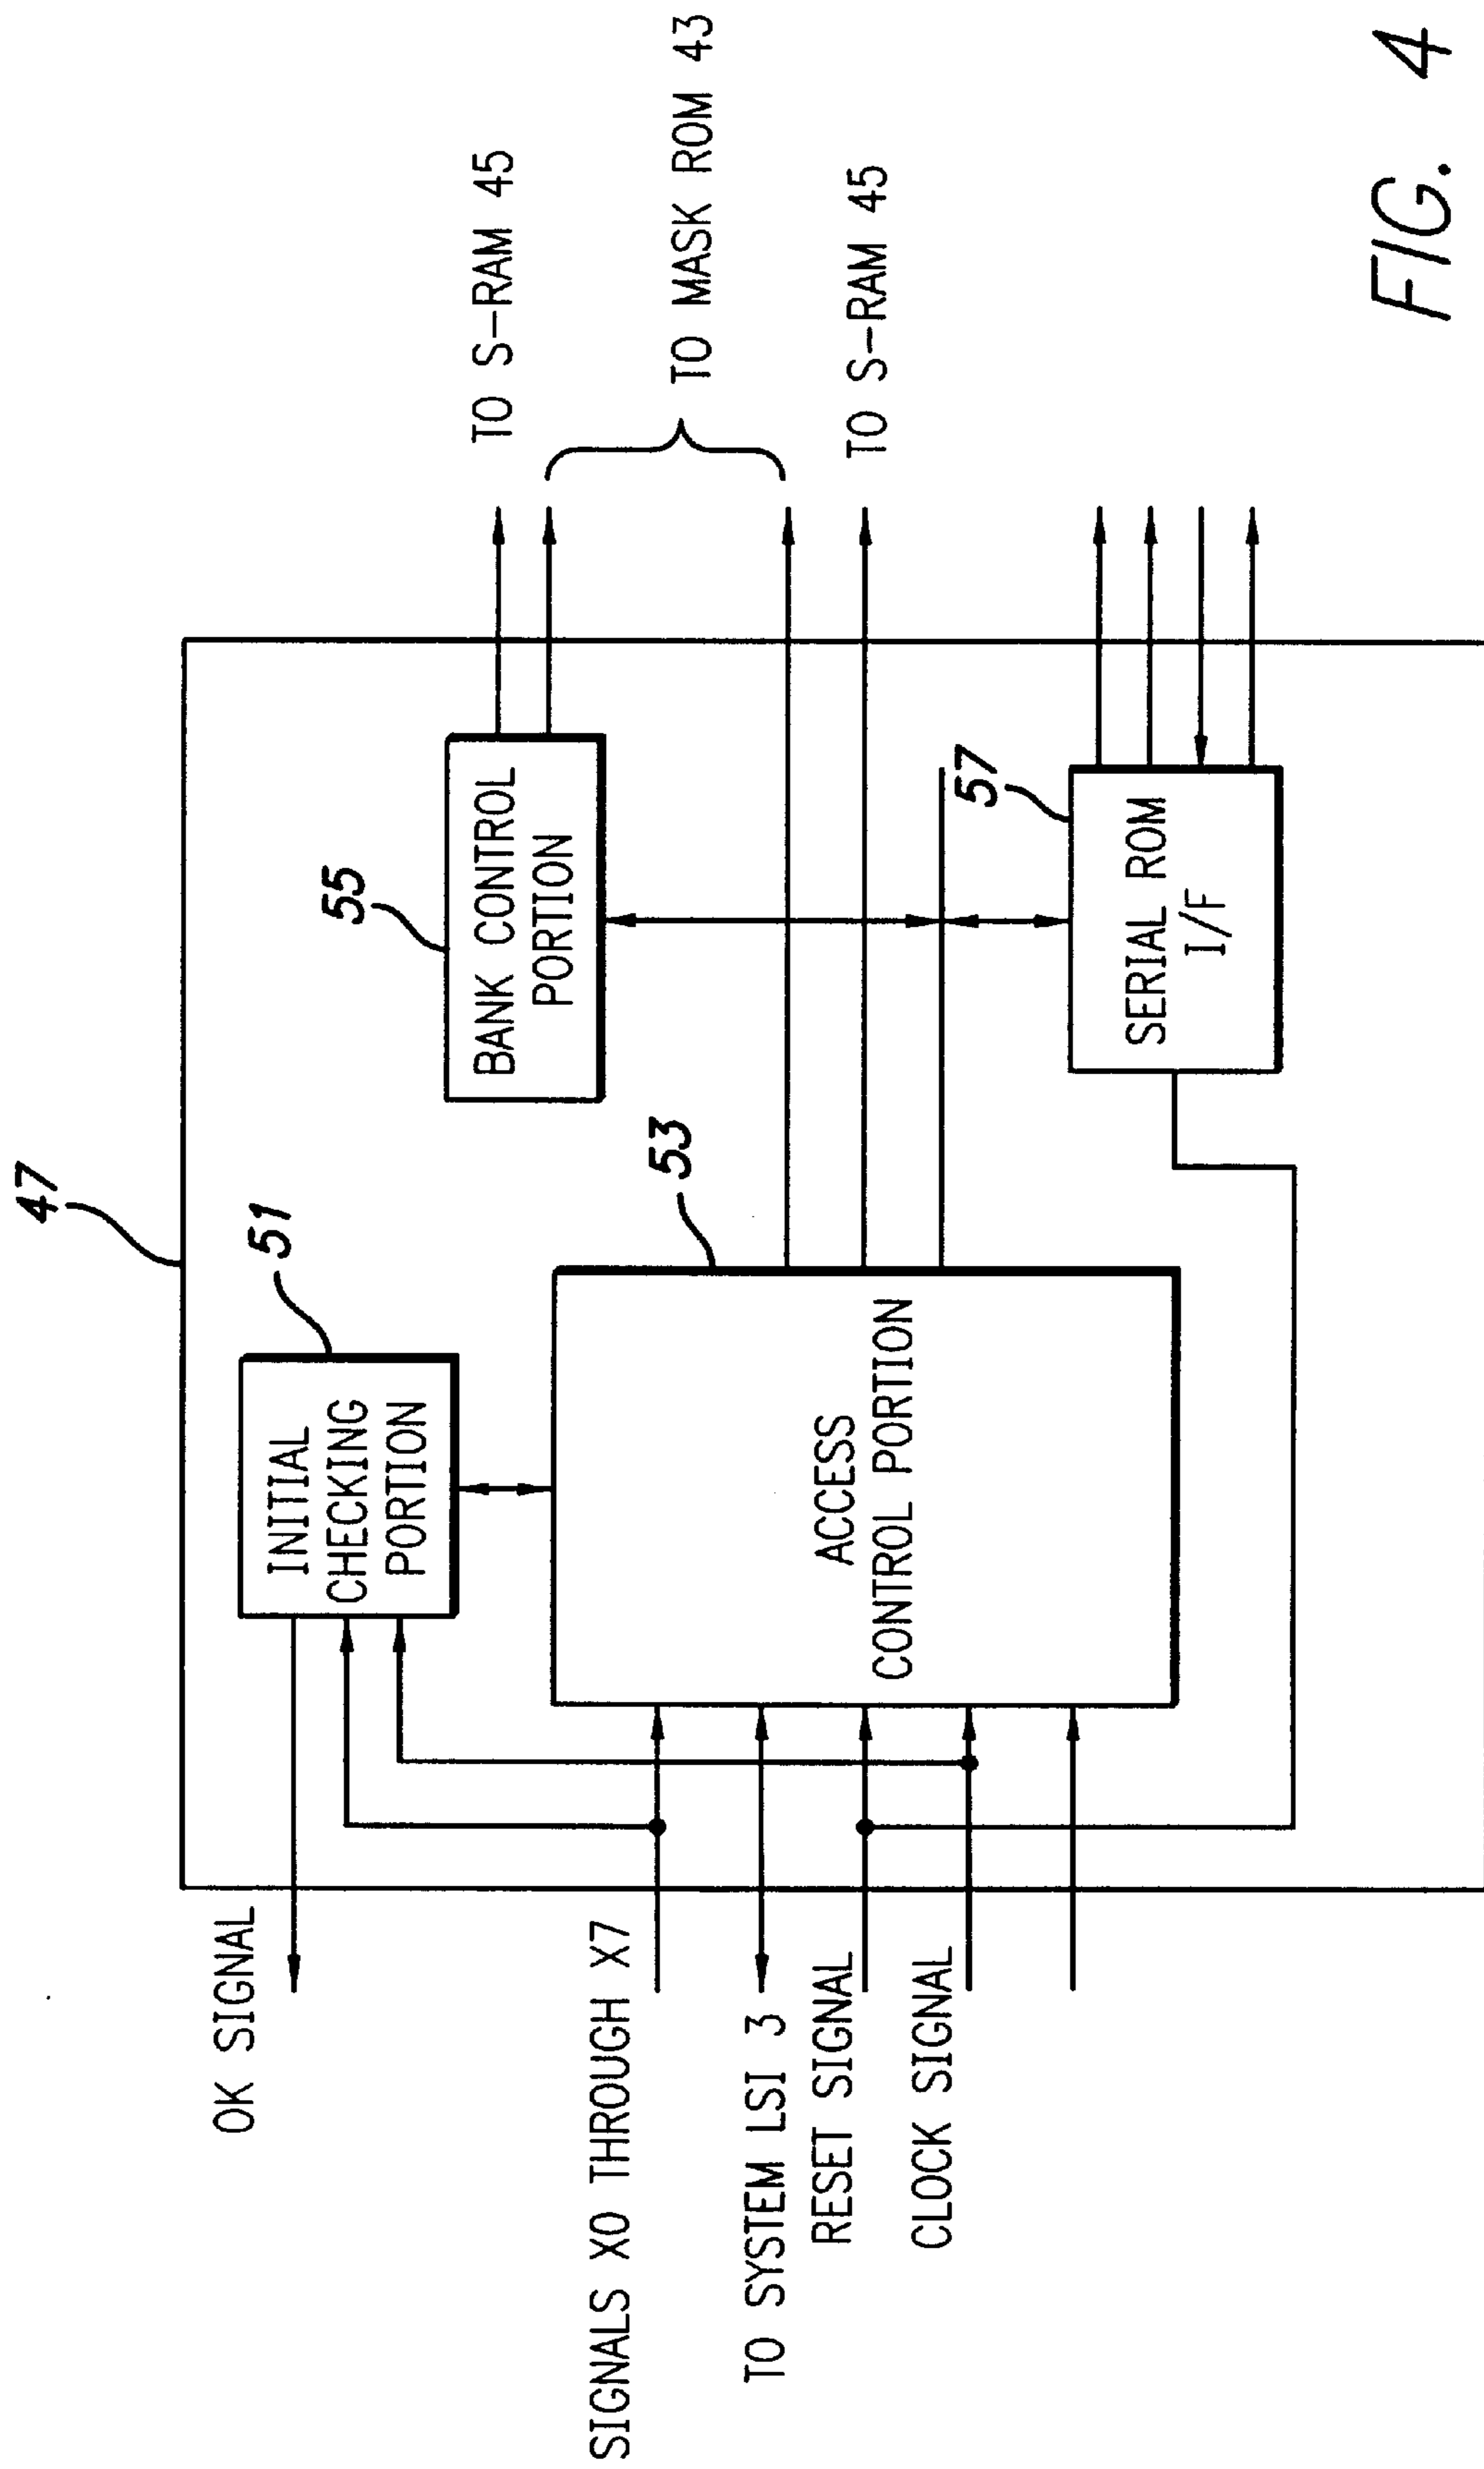 47
OK SIGNAL
51
INITIAL
CHECKING
PORTION
55
BANK CONTROL
PORTION
TO S-RAM 45
SIGNALS X0 THROUGH X7
53
TO MASK ROM 43
TO SYSTEM LSI 3
RESET SIGNAL
ACCESS
CONTROL PORTION
TO S-RAM 45
CLOCK SIGNAL
57
SERIAL ROM
I/F
FIG. 4